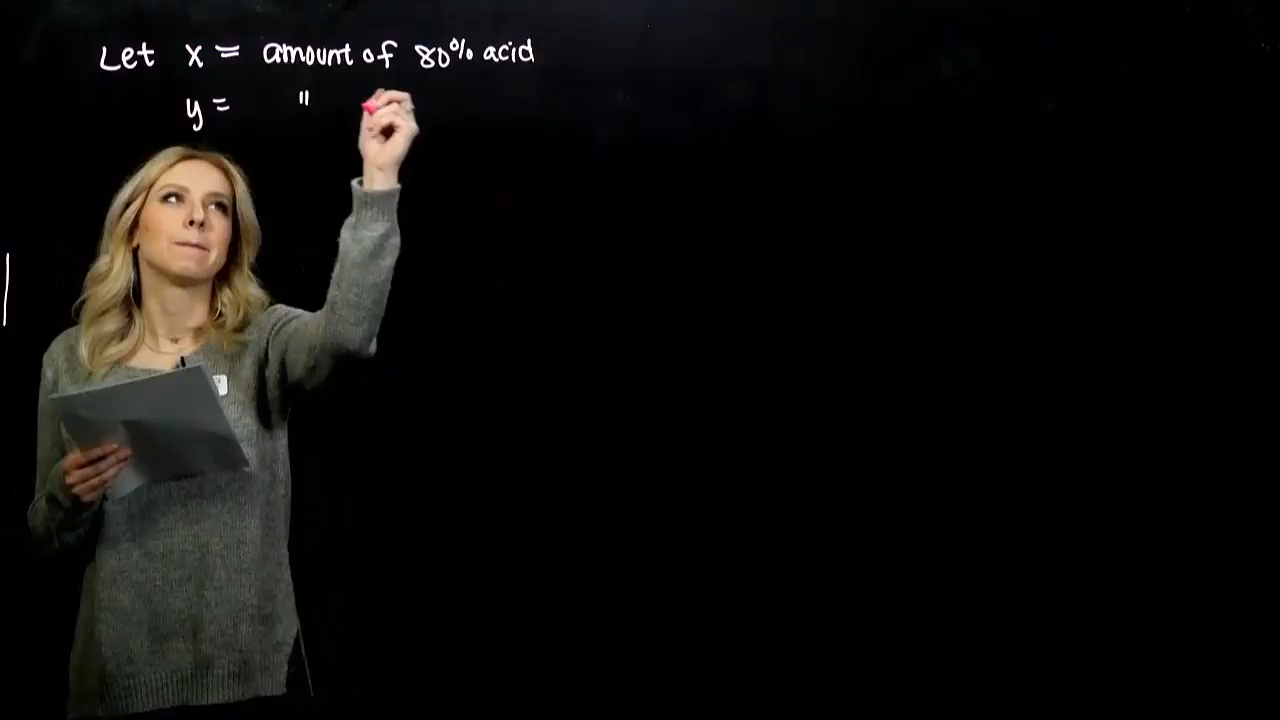 Let x = amount of 80% acid
y = "